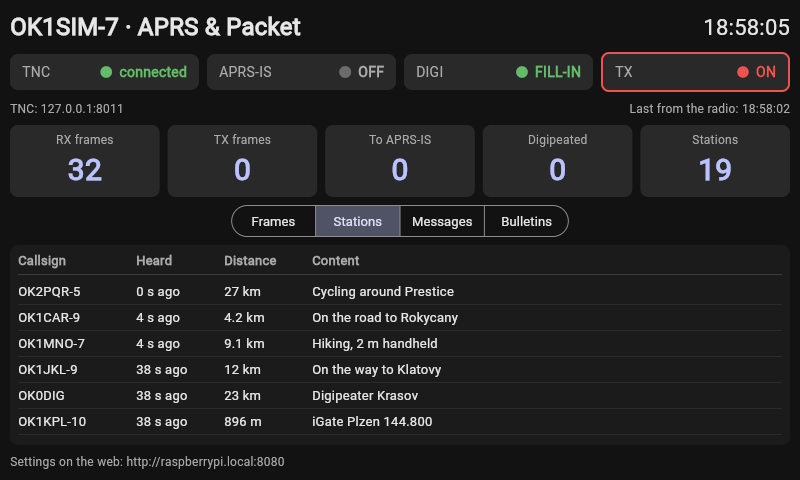 OK1SIM-7 · APRS & Packet 18:58:05
TNC connected APRS-IS OFF DIGI FILL-IN TX ON
TNC: 127.0.0.1:8011 Last from the radio: 18:58:02
RX frames TX frames To APRS-IS Digipeated Stations
32 0 0 0 19
Frames Stations Messages Bulletins
Callsign Heard Distance Content
OK2PQR-5 0 s ago 27 km Cycling around Prestice
OK1CAR-9 4 s ago 4.2 km On the road to Rokycany
OK1MNO-7 4 s ago 9.1 km Hiking, 2 m handheld
OK1JKL-9 38 s ago 12 km On the way to Klatovy
OK0DIG 38 s ago 23 km Digipeater Krasov
OK1KPL-10 38 s ago 896 m iGate Plzen 144.800
Settings on the web: http://raspberrypi.local:8080